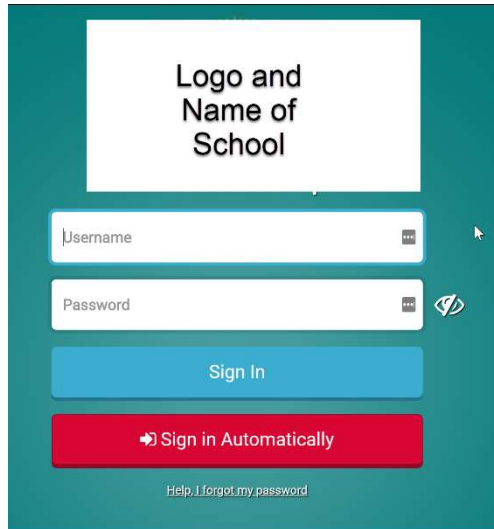 Logo and
Name of
School
Username
Password
Sign In
Sign in Automatically
Help, I forgot my password